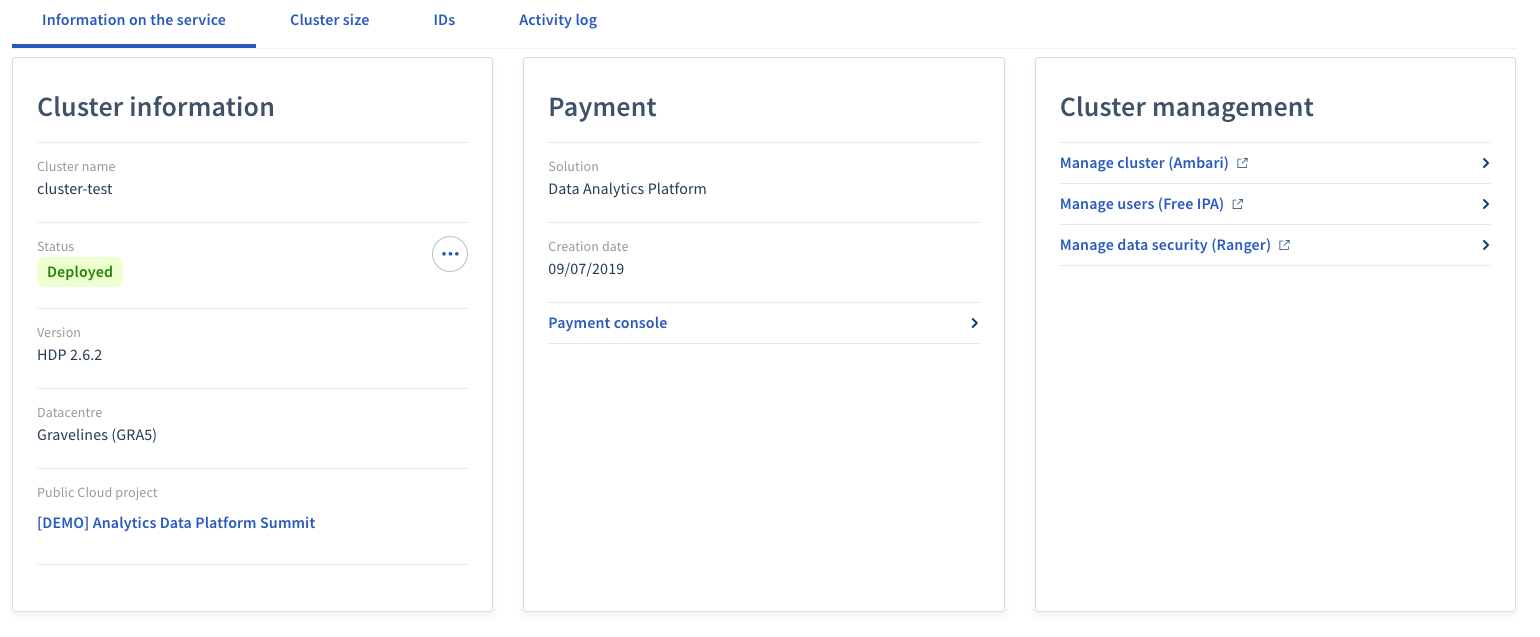 Information on the service
Cluster size
IDs
Activity log
Cluster information
Cluster name
cluster-test
Status
Deployed
Version
HDP 2.6.2
Datacentre
Gravelines (GRA5)
Public Cloud project
[DEMO] Analytics Data Platform Summit
Payment
Solution
Data Analytics Platform
Creation date
09/07/2019
Payment console
Cluster management
Manage cluster (Ambari)
Manage users (Free IPA)
Manage data security (Ranger)